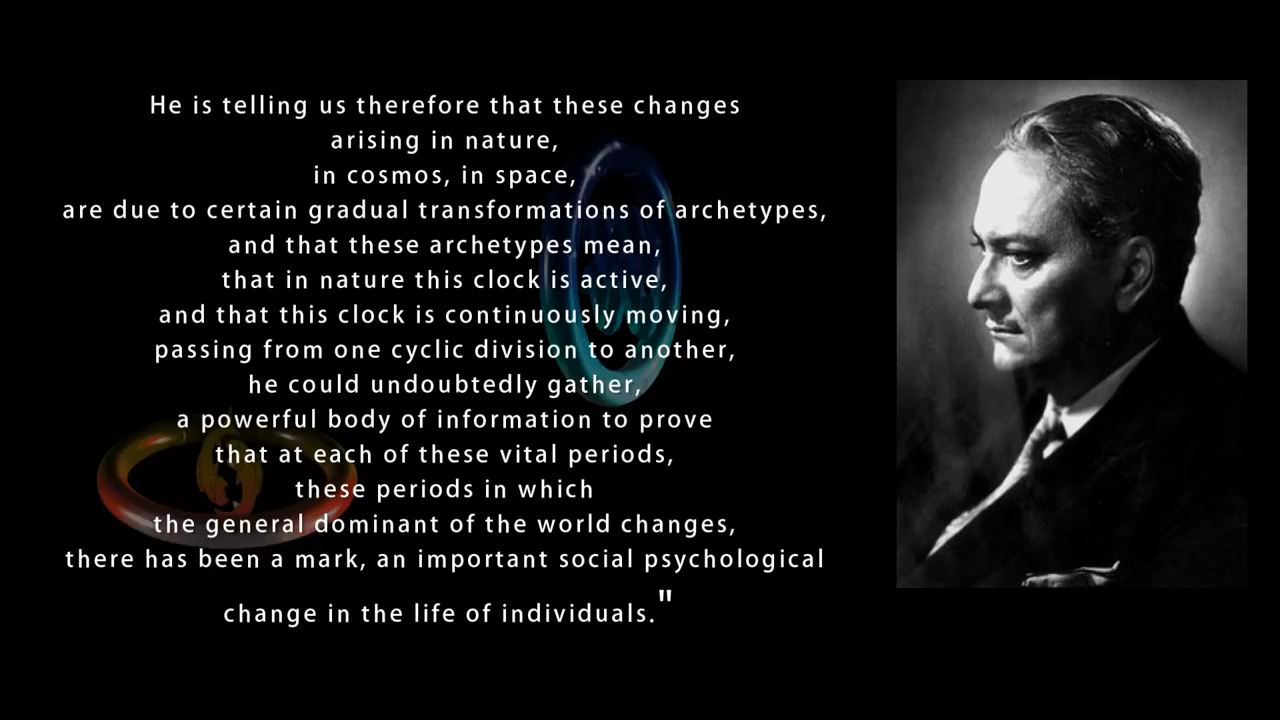 He is telling us therefore that these changes
arising in nature,
in cosmos, in space,
are due to certain gradual transformations of archetypes,
and that these archetypes mean,
that in nature this clock is active,
and that this clock is continuously moving,
passing from one cyclic division to another,
he could undoubtedly gather,
a powerful body of information to prove
that at each of these vital periods,
these periods in which
the general dominant of the world changes,
there has been a mark, an important social psychological
change in the life of individuals."